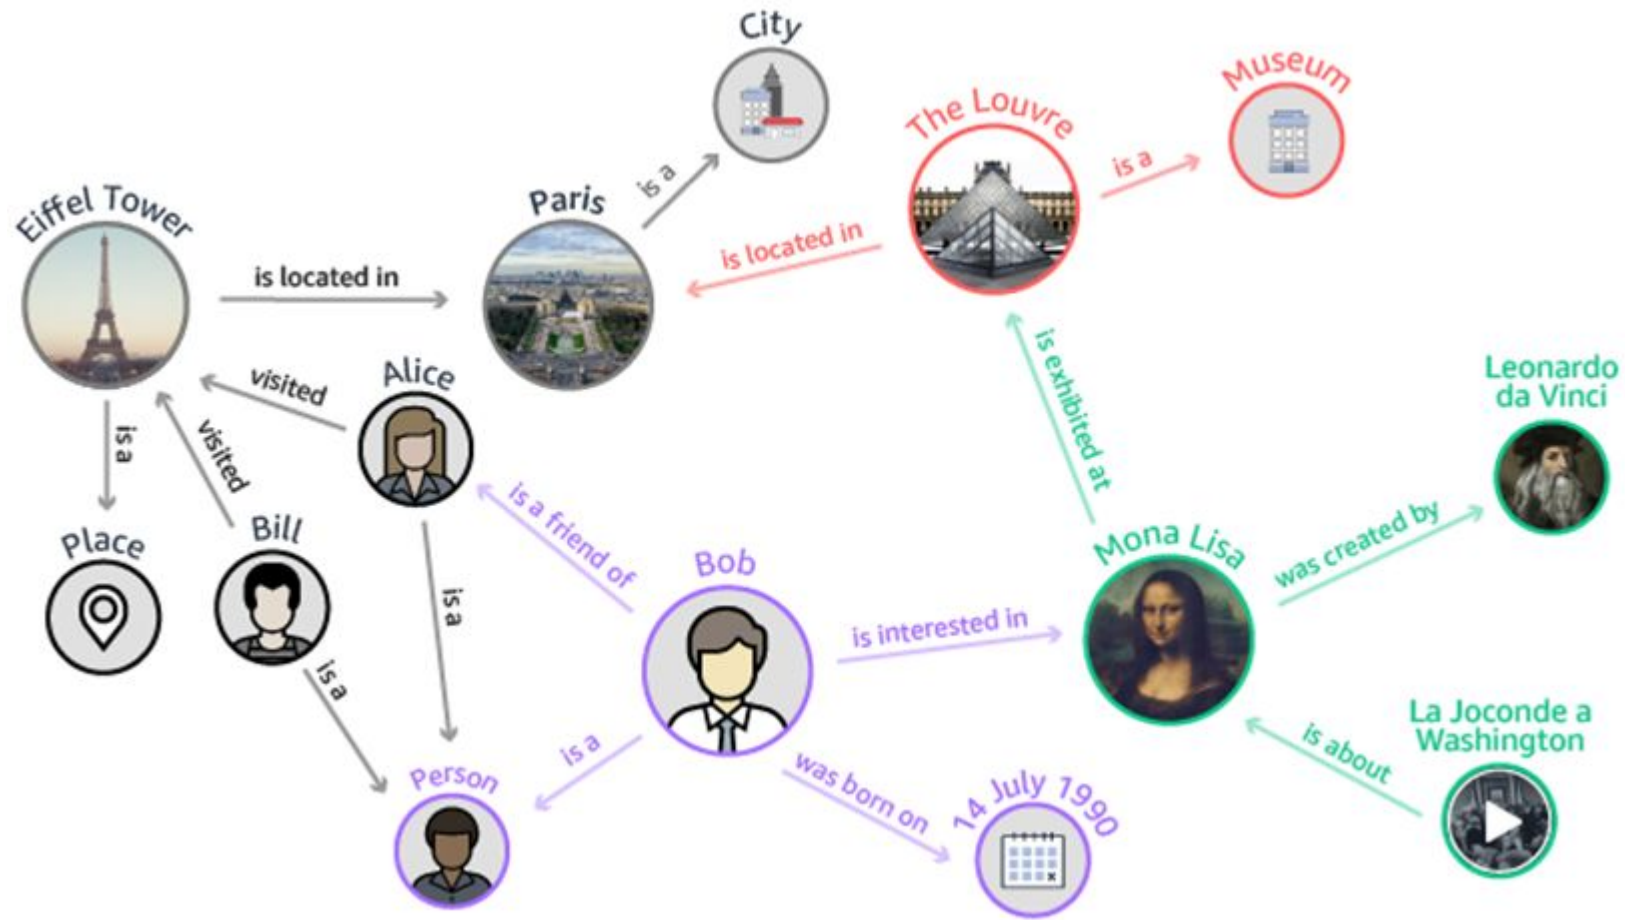 City
Museum
The Louvre
is a
is a
Paris
Eiffel Tower
is located in
is located in
Alice
visited
is exhibited at
Leonardo
da Vinci
is a
visited
is a friend of
was created by
Place
Bill
Bob
Mona Lisa
is a
is interested in
is a
La Joconde a
Washington
is about
Person
is a
was born on
14 July 1990